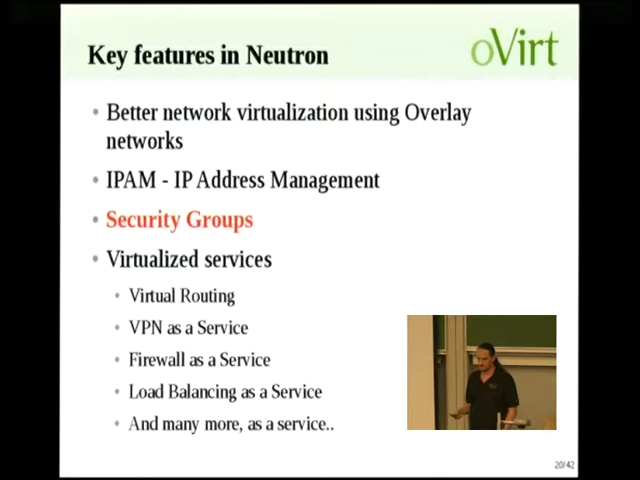 Key features in Neutron
oVirt
Better network virtualization using Overlay
networks
IPAM - IP Address Management
Security Groups
Virtualized services
Virtual Routing
VPN as a Service
Firewall as a Service
Load Balancing as a Service
And many more, as a service..
20/42